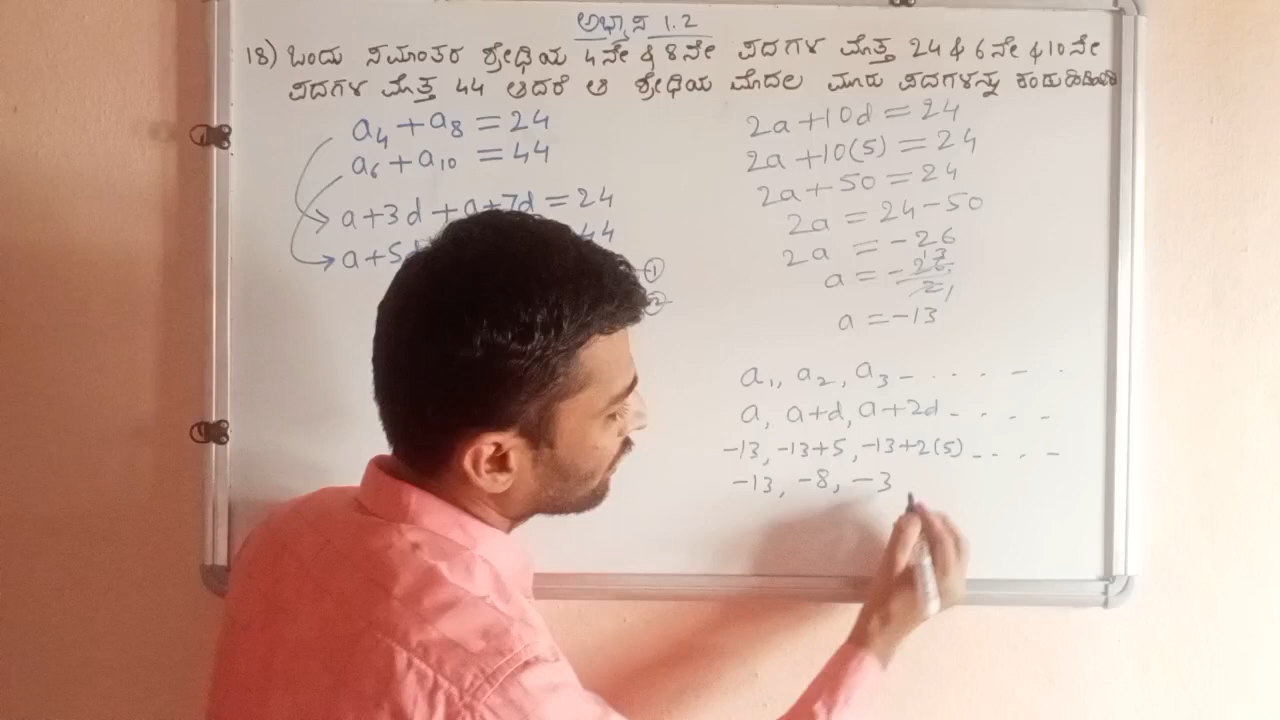 ಅಭ್ಯಾಸ 1.2
18) ಒಂದು ಸಮಾಂತರ ಶ್ರೇಢಿಯ 4ನೇ & 8ನೇ ಪದಗಳ ಮೊತ್ತ 24 & 6ನೇ & 10ನೇ
ಪದಗಳ ಮೊತ್ತ 44 ಆದರೆ ಆ ಶ್ರೇಢಿಯ ಮೊದಲ ಮೂರು ಪದಗಳನ್ನು ಕಂಡುಹಿಡಿಯಿರಿ
a₄ + a₈ = 24
a₆ + a₁₀ = 44
a + 3d + a + 7d = 24
a + 5d 44
①
②
2a + 10d = 24
2a + 10(5) = 24
2a + 50 = 24
2a = 24 - 50
2a = -26
a = -26/2 13 1
a = -13
a₁, a₂, a₃ - . . . - .
a, a+d, a+2d - . . . -
-13, -13+5, -13+2(5) - . . . -
-13, -8, -3